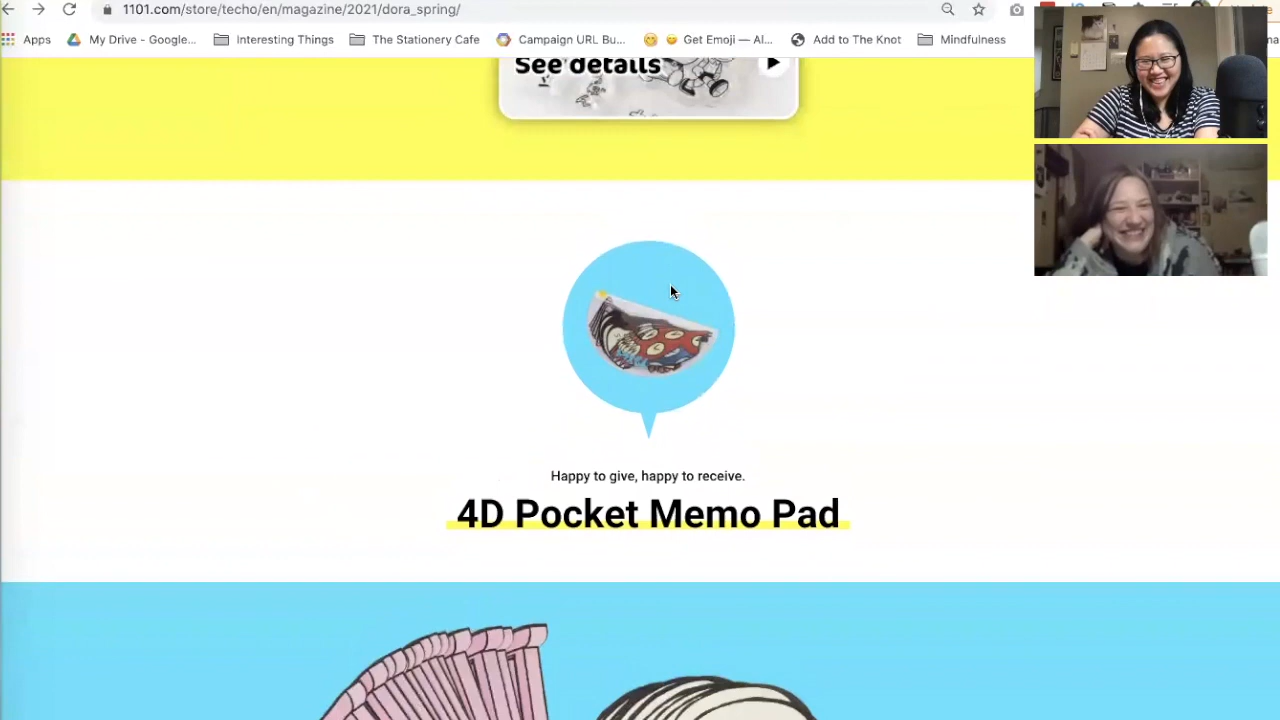 1101.com/store/techo/en/magazine/2021/dora_spring/
Apps My Drive - Google... Interesting Things The Stationery Cafe Campaign URL Bu... Get Emoji — Al... Add to The Knot Mindfulness
See details
Happy to give, happy to receive.
4D Pocket Memo Pad